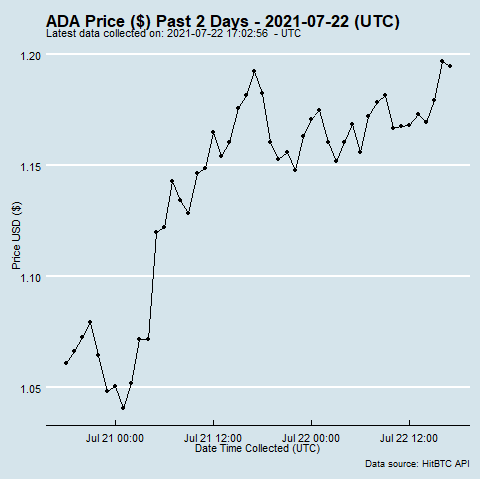 ADA Price ($) Past 2 Days - 2021-07-22 (UTC)
Latest data collected on: 2021-07-22 17:02:56 - UTC
1.20
1.15
1.10
1.05
Price USD ($)
Jul 21 00:00 Jul 21 12:00 Jul 22 00:00 Jul 22 12:00
Date Time Collected (UTC)
Data source: HitBTC API